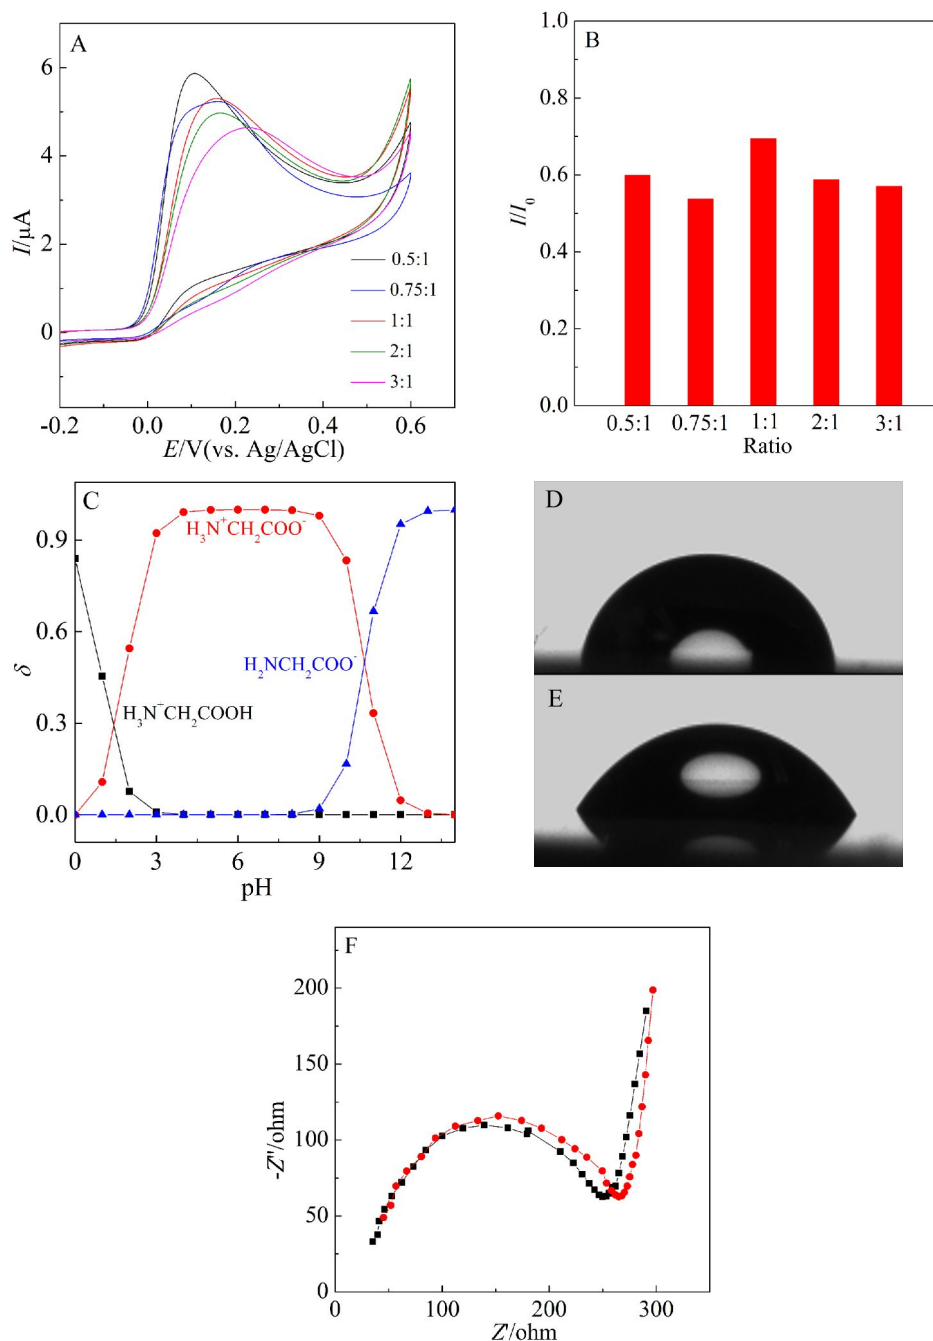 A
I/μA
6
4
2
0
0.5:1
0.75:1
1:1
2:1
3:1
-0.2
0.0
0.2
0.4
0.6
E/V(vs. Ag/AgCl)
B
I/I₀
1.0
0.8
0.6
0.4
0.2
0.0
0.5:1
0.75:1
1:1
2:1
3:1
Ratio
C
δ
0.9
0.6
0.3
0.0
H₃N⁺CH₂COO⁻
H₂NCH₂COO⁻
H₃N⁺CH₂COOH
0
3
6
9
12
pH
D
E
F
-Z''/ohm
200
150
100
50
0
0
100
200
300
Z'/ohm